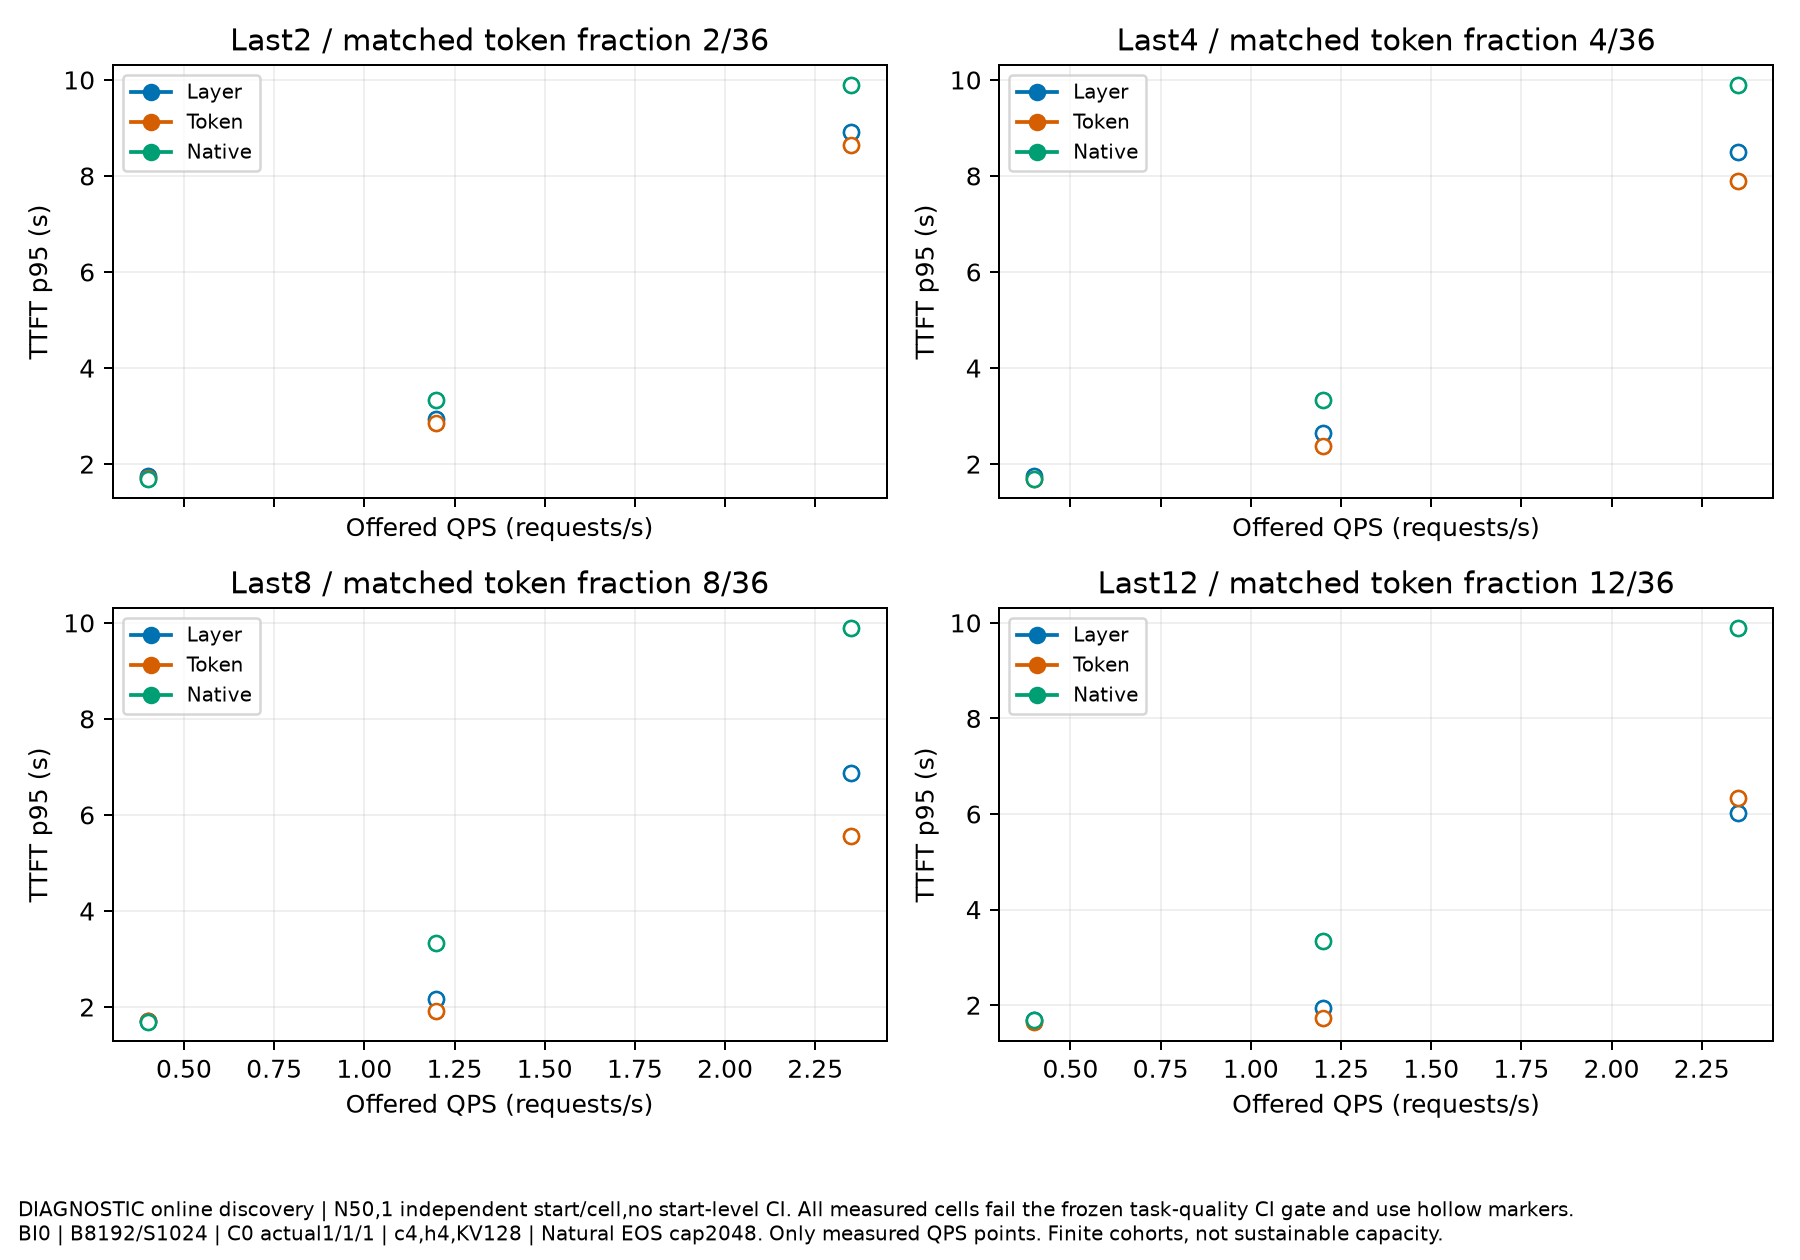 Last2 / matched token fraction 2/36
10
8
6
4
2
TTFT p95 (s)
Layer
Token
Native
Offered QPS (requests/s)
Last4 / matched token fraction 4/36
10
8
6
4
2
TTFT p95 (s)
Layer
Token
Native
Offered QPS (requests/s)
Last8 / matched token fraction 8/36
10
8
6
4
2
TTFT p95 (s)
Layer
Token
Native
0.50 0.75 1.00 1.25 1.50 1.75 2.00 2.25
Offered QPS (requests/s)
Last12 / matched token fraction 12/36
10
8
6
4
2
TTFT p95 (s)
Layer
Token
Native
0.50 0.75 1.00 1.25 1.50 1.75 2.00 2.25
Offered QPS (requests/s)
DIAGNOSTIC online discovery | N50,1 independent start/cell,no start-level CI. All measured cells fail the frozen task-quality CI gate and use hollow markers.
BI0 | B8192/S1024 | C0 actual1/1/1 | c4,h4,KV128 | Natural EOS cap2048. Only measured QPS points. Finite cohorts, not sustainable capacity.